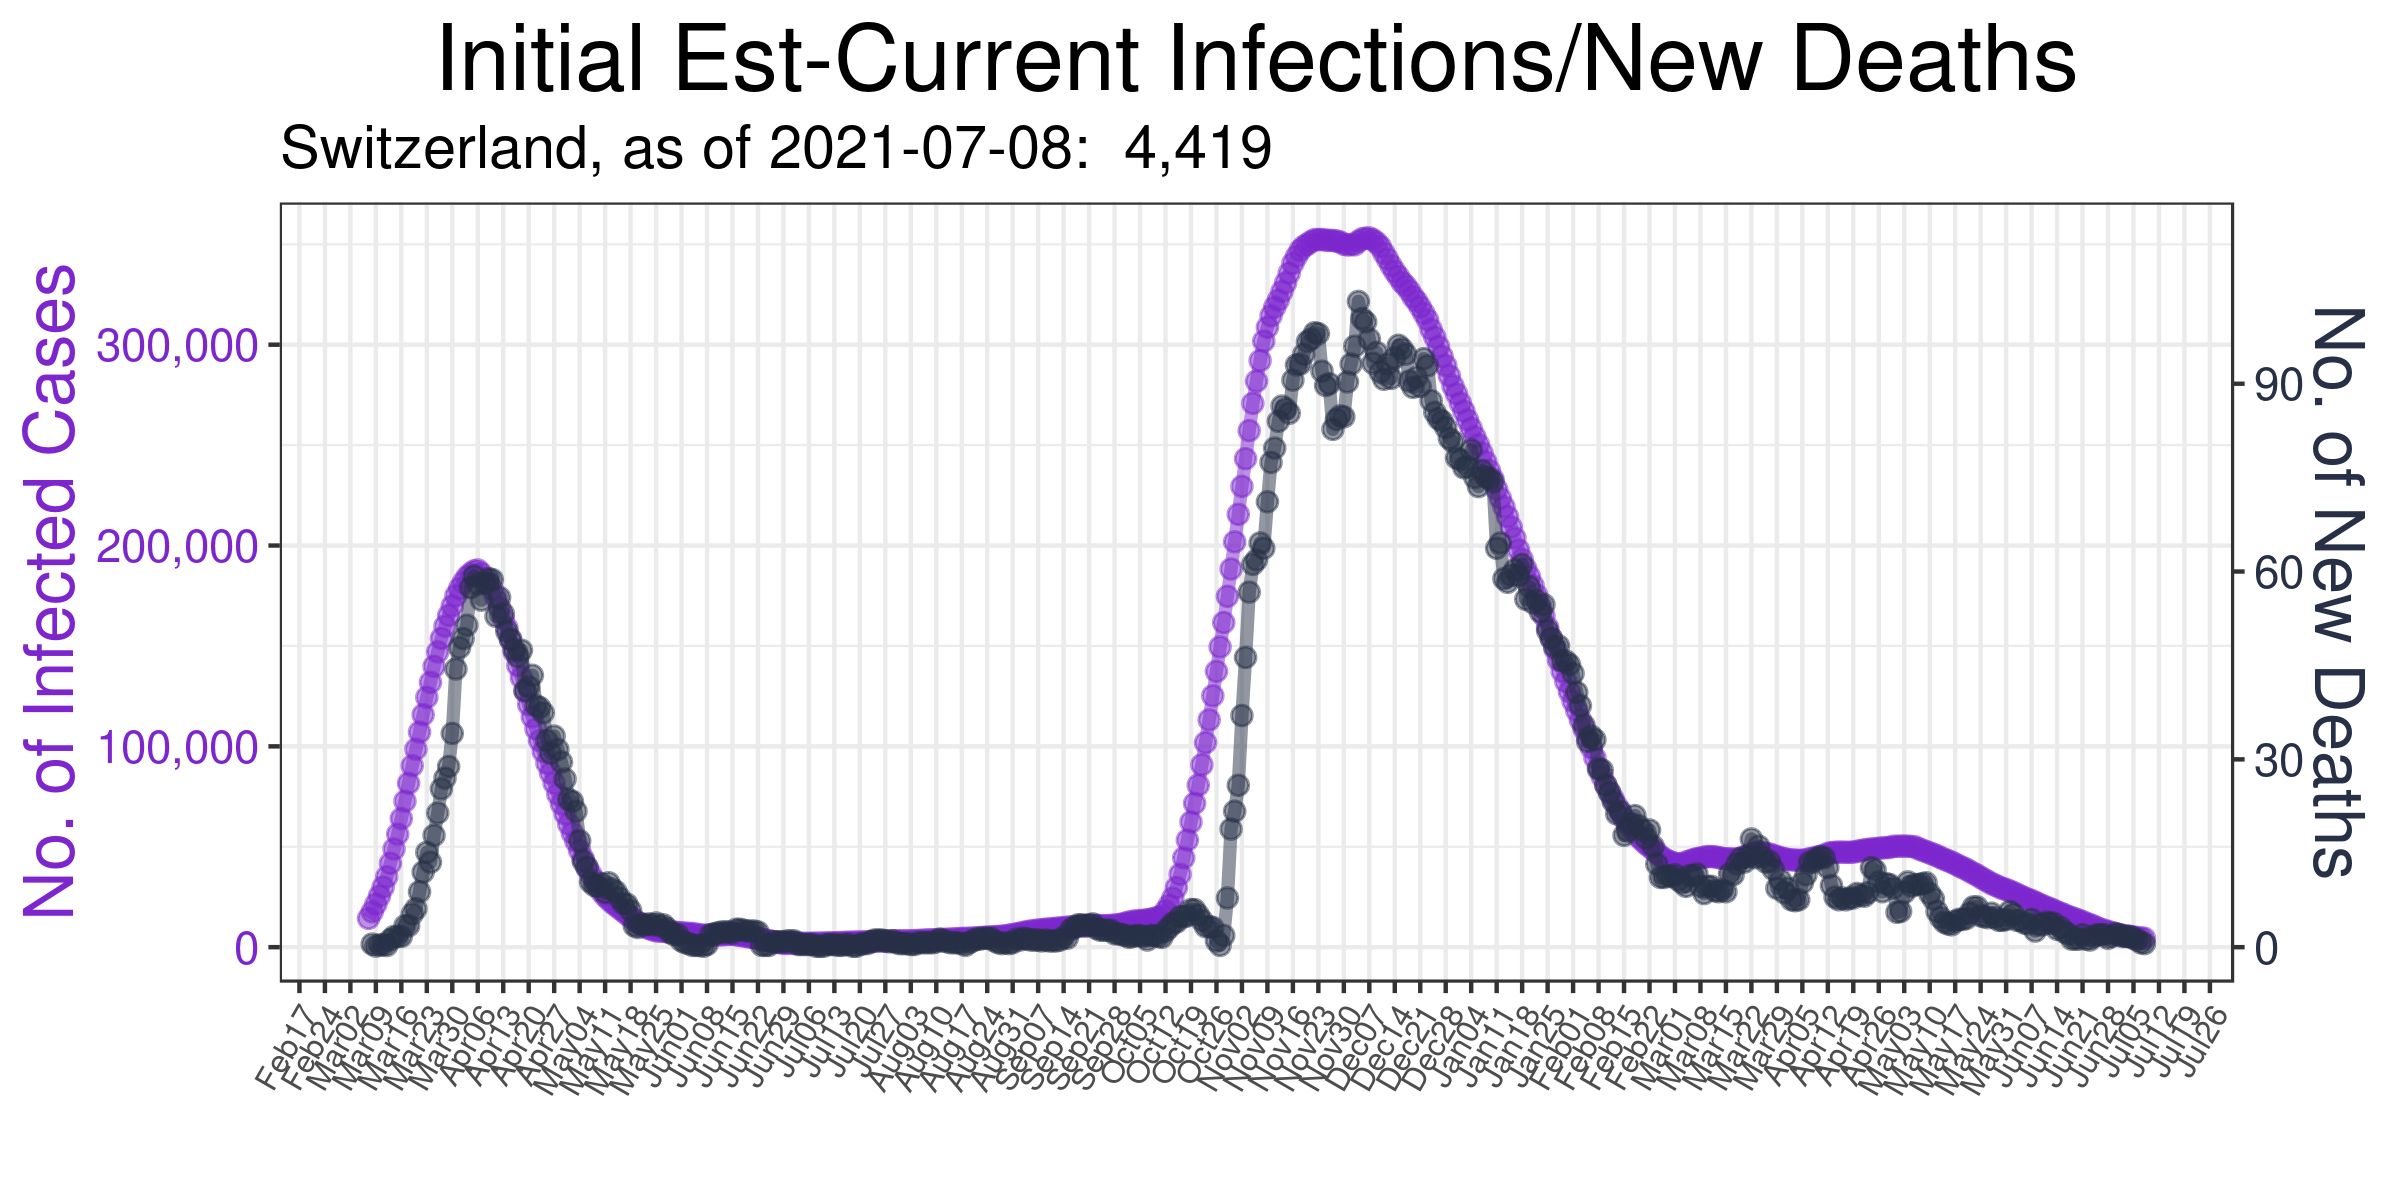 Initial Est-Current Infections/New Deaths
Switzerland, as of 2021-07-08:  4,419
No. of Infected Cases
300,000
200,000
100,000
0
90
60
30
0
No. of New Deaths
Feb17
Feb24
Mar02
Mar09
Mar16
Mar23
Mar30
Apr06
Apr13
Apr20
Apr27
May04
May11
May18
May25
Jun01
Jun08
Jun15
Jun22
Jun29
Jul06
Jul13
Jul20
Jul27
Aug03
Aug10
Aug17
Aug24
Aug31
Sep07
Sep14
Sep21
Sep28
Oct05
Oct12
Oct19
Oct26
Nov02
Nov09
Nov16
Nov23
Nov30
Dec07
Dec14
Dec21
Dec28
Jan04
Jan11
Jan18
Jan25
Feb01
Feb08
Feb15
Feb22
Mar01
Mar08
Mar15
Mar22
Mar29
Apr05
Apr12
Apr19
Apr26
May03
May10
May17
May24
May31
Jun07
Jun14
Jun21
Jun28
Jul05
Jul12
Jul19
Jul26